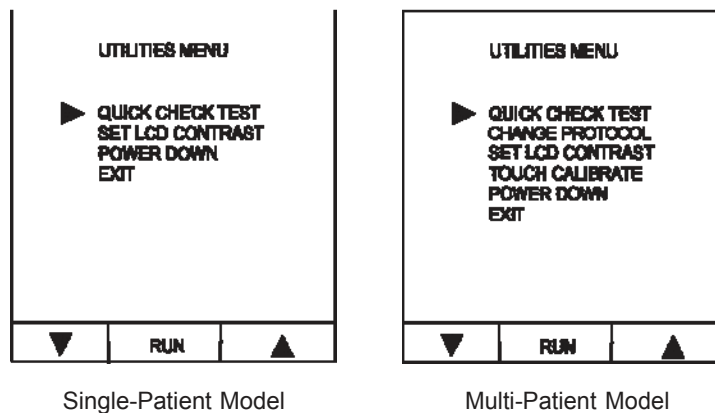 UTILITIES MENU
QUICK CHECK TEST
SET LCD CONTRAST
POWER DOWN
EXIT
RUN
Single-Patient Model
UTILITIES MENU
QUICK CHECK TEST
CHANGE PROTOCOL
SET LCD CONTRAST
TOUCH CALIBRATE
POWER DOWN
EXIT
RUN
Multi-Patient Model